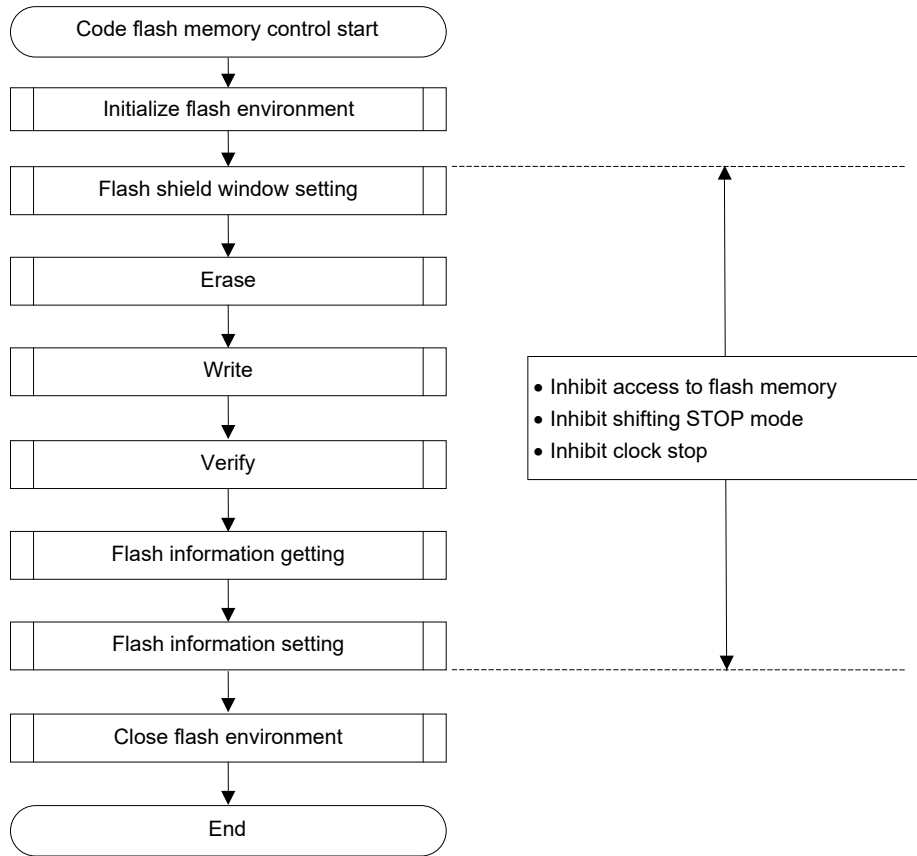 Code flash memory control start
Initialize flash environment
Flash shield window setting
Erase
Write
Verify
Flash information getting
Flash information setting
Close flash environment
End
• Inhibit access to flash memory
• Inhibit shifting STOP mode
• Inhibit clock stop